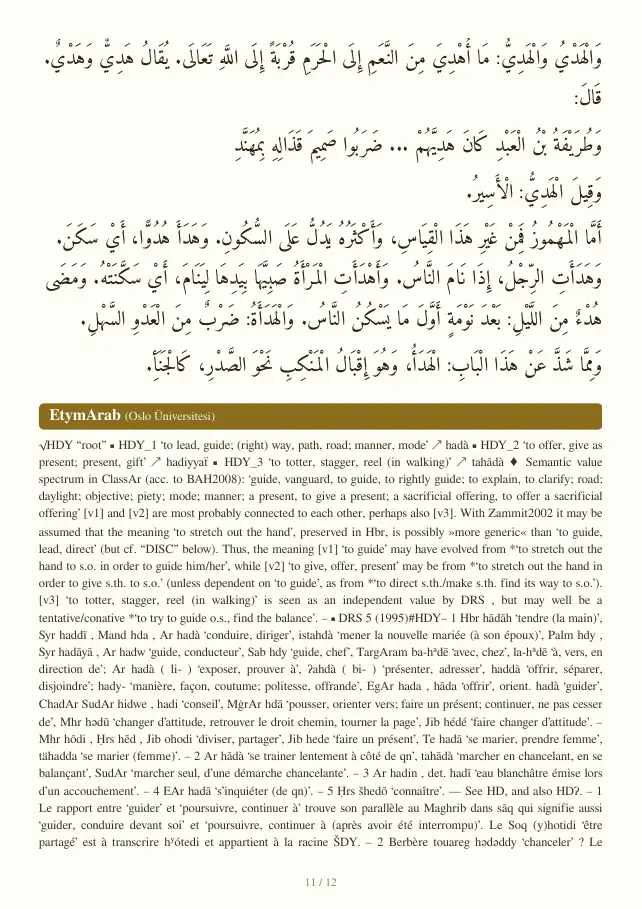 وَالْهَدْيُ وَالْهَدِيُّ: مَا أُهْدِيَ مِنَ النَّعَمِ إِلَى الْحَرَمِ قُرْبَةً إِلَى اللَّهِ تَعَالَى. يُقَالُ هَدِيٌّ وَهَدْيٌ.
قَالَ:
وَطُرَيْفَةُ بْنُ الْعَبْدِ كَانَ هَدِيَّهُمْ ... ضَرَبُوا صَمِيمَ قَذَالِهِ بِمُهَنَّدِ
وَقِيلَ الْهَدِيُّ: الْأَسِيرُ.
أَمَّا الْمَهْمُوزُ فَمِنْ غَيْرِ هَذَا الْقِيَاسِ، وَأَكْثَرُهُ يَدُلُّ عَلَى السُّكُونِ. وَهَدَأَ هُدُوًّا، أَيْ سَكَنَ.
وَهَدَأَتِ الرِّجْلُ، إِذَا نَامَ النَّاسُ. وَأَهْدَأَتِ الْمَرْأَةُ صَبِيَّهَا بِيَدِهَا لِيَنَامَ، أَيْ سَكَّنَتْهُ. وَمَضَى
هُدْءٌ مِنَ اللَّيْلِ: بَعْدَ نَوْمَةٍ أَوَّلَ مَا يَسْكُنُ النَّاسُ. وَالْهَدَأَةُ: ضَرْبٌ مِنَ الْعَدْوِ السَّهْلِ.
وَمِمَّا شَذَّ عَنْ هَذَا الْبَابِ: الْهَدَأُ، وَهُوَ إِقْبَالُ الْمَنْكِبِ نَحْوَ الصَّدْرِ، كَالْجَنَأِ.
EtymArab (Oslo Üniversitesi)
√HDY “root” ▪ HDY_1 ‘to lead, guide; (right) way, path, road; manner, mode’ ↗ hadà ▪ HDY_2 ‘to offer, give as
present; present, gift’ ↗ hadiyyaẗ ▪ HDY_3 ‘to totter, stagger, reel (in walking)’ ↗ tahādà ♦ Semantic value
spectrum in ClassAr (acc. to BAH2008): ‘guide, vanguard, to guide, to rightly guide; to explain, to clarify; road;
daylight; objective; piety; mode; manner; a present, to give a present; a sacrificial offering, to offer a sacrificial
offering’ [v1] and [v2] are most probably connected to each other, perhaps also [v3]. With Zammit2002 it may be
assumed that the meaning ‘to stretch out the hand’, preserved in Hbr, is possibly »more generic« than ‘to guide,
lead, direct’ (but cf. “DISC” below). Thus, the meaning [v1] ‘to guide’ may have evolved from *‘to stretch out the
hand to s.o. in order to guide him/her’, while [v2] ‘to give, offer, present’ may be from *‘to stretch out the hand in
order to give s.th. to s.o.’ (unless dependent on ‘to guide’, as from *‘to direct s.th./make s.th. find its way to s.o.’).
[v3] ‘to totter, stagger, reel (in walking)’ is seen as an independent value by DRS , but may well be a
tentative/conative *‘to try to guide o.s., find the balance’. – ▪ DRS 5 (1995)#HDY– 1 Hbr hādāh ‘tendre (la main)’,
Syr haddī , Mand hda , Ar hadà ‘conduire, diriger’, istahdà ‘mener la nouvelle mariée (à son époux)’, Palm hdy ,
Syr hadāyā , Ar hadw ‘guide, conducteur’, Sab hdy ‘guide, chef’, TargAram ba-hᵃdē ‘avec, chez’, la-hᵃdē ‘à, vers, en
direction de’; Ar hadà ( li- ) ‘exposer, prouver à’, ʔahdà ( bi- ) ‘présenter, adresser’, haddà ‘offrir, séparer,
disjoindre’; hady- ‘manière, façon, coutume; politesse, offrande’, EgAr hada , hāda ‘offrir’, orient. hadà ‘guider’,
ChadAr SudAr hidwe , hadi ‘conseil’, MġrAr hdā ‘pousser, orienter vers; faire un présent; continuer, ne pas cesser
de’, Mhr hədū ‘changer d’attitude, retrouver le droit chemin, tourner la page’, Jib hédé ‘faire changer d’attitude’. –
Mhr hōdi , Ḥrs hēd , Jib ohodi ‘diviser, partager’, Jib hede ‘faire un présent’, Te hadā ‘se marier, prendre femme’,
tähadda ‘se marier (femme)’. – 2 Ar hādà ‘se trainer lentement à côté de qn’, tahādà ‘marcher en chancelant, en se
balançant’, SudAr ‘marcher seul, d’une démarche chancelante’. – 3 Ar hadin , det. hadī ‘eau blanchâtre émise lors
d’un accouchement’. – 4 EAr hadā ‘s’inquiéter (de qn)’. – 5 Ḥrs šhedō ‘connaître’. — See HD, and also HDʔ. – 1
Le rapport entre ‘guider’ et ‘poursuivre, continuer à’ trouve son parallèle au Maghrib dans sāq qui signifie aussi
‘guider, conduire devant soi’ et ‘poursuivre, continuer à (après avoir été interrompu)’. Le Soq (y)hotidi ‘être
partagé’ est à transcrire hʸótedi et appartient à la racine ŠDY. – 2 Berbère touareg hədəddy ‘chanceler’ ? Le
11 / 12